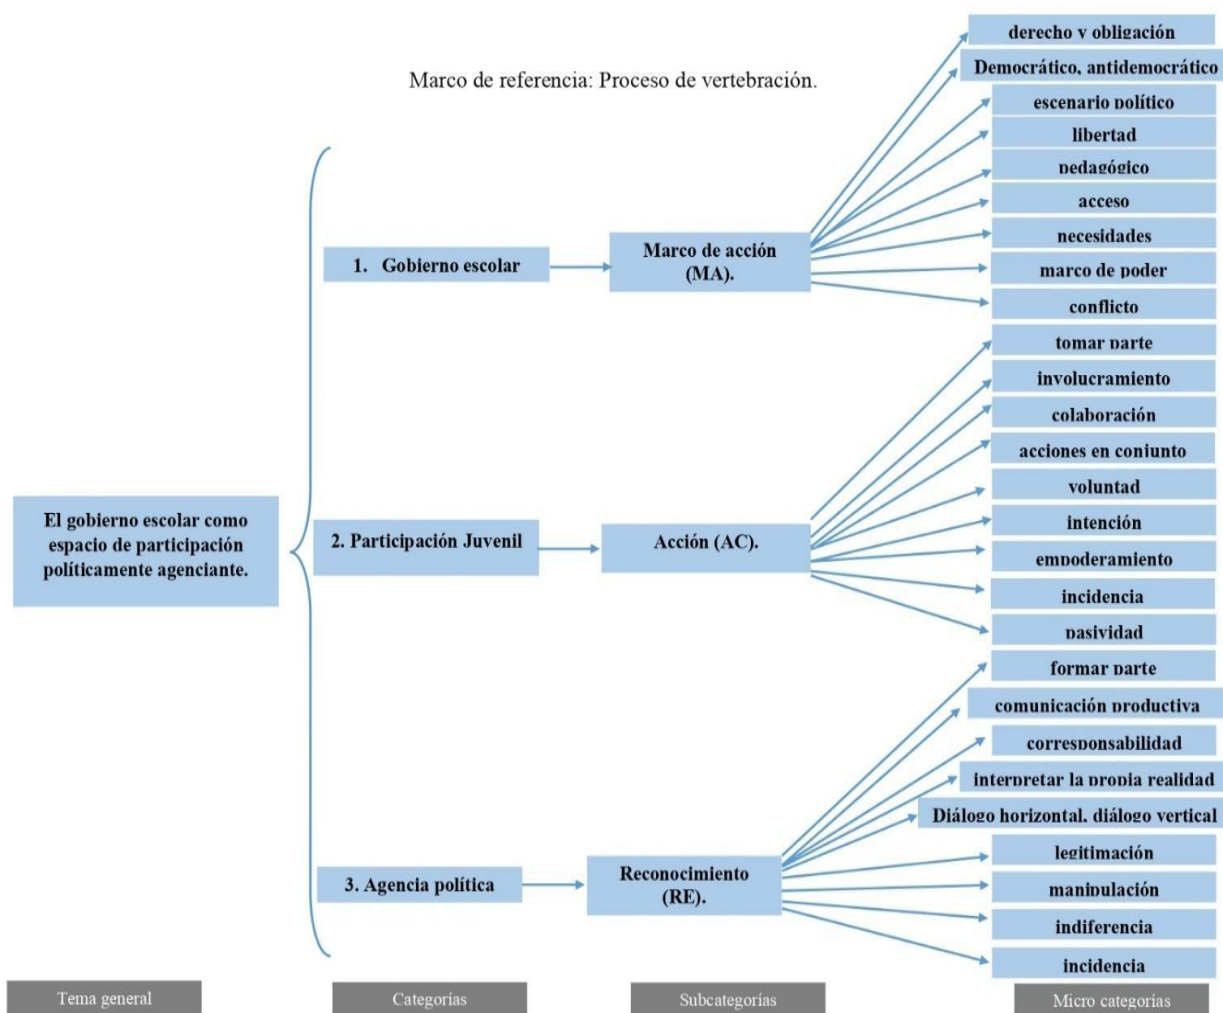 Marco de referencia: Proceso de vertebración.
El gobierno escolar como
espacio de participación
políticamente agenciante.
1. Gobierno escolar
Marco de acción
(MA).
derecho y obligación
Democrático, antidemocrático
escenario político
libertad
pedagógico
acceso
necesidades
marco de poder
conflicto
2. Participación Juvenil
Acción (AC).
tomar parte
involucramiento
colaboración
acciones en conjunto
voluntad
intención
empoderamiento
incidencia
pasividad
3. Agencia política
Reconocimiento
(RE).
formar parte
comunicación productiva
corresponsabilidad
interpretar la propia realidad
Diálogo horizontal, diálogo vertical
legitimación
manipulación
indiferencia
incidencia
Tema general
Categorías
Subcategorías
Micro categorías